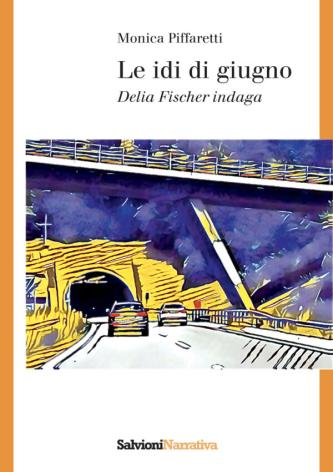 Monica Piffaretti
Le idi di giugno
Delia Fischer indaga
SalvioniNarrativa